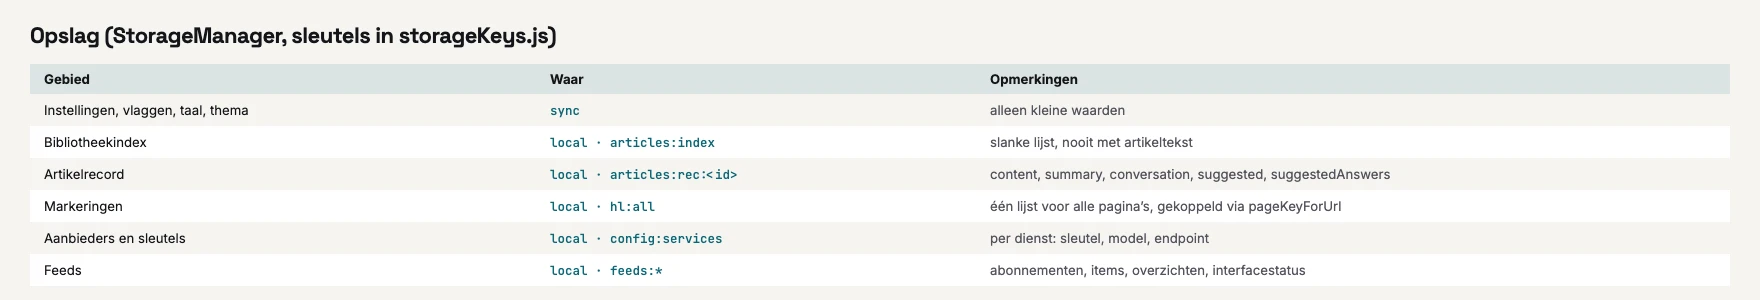 Opslag (StorageManager, sleutels in storageKeys.js)
Gebied Waar Opmerkingen
Instellingen, vlaggen, taal, thema sync alleen kleine waarden
Bibliotheekindex local · articles:index slanke lijst, nooit met artikeltekst
Artikelrecord local · articles:rec:<id> content, summary, conversation, suggested, suggestedAnswers
Markeringen local · hl:all één lijst voor alle pagina’s, gekoppeld via pageKeyForUrl
Aanbieders en sleutels local · config:services per dienst: sleutel, model, endpoint
Feeds local · feeds:* abonnementen, items, overzichten, interfacestatus